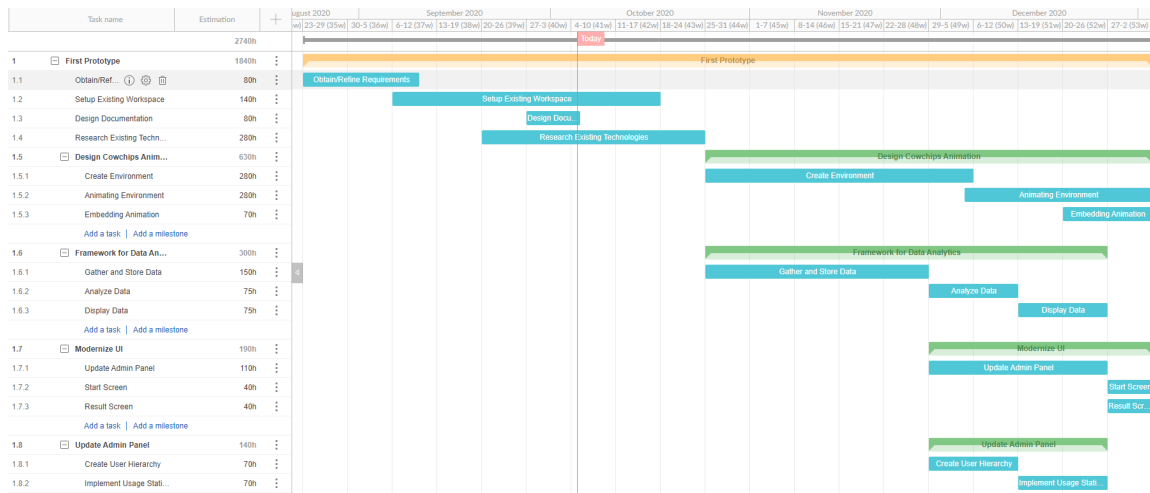 Task name Estimation ugust 2020 September 2020 October 2020 November 2020 December 2020
w) 23-29 (35w) 30-5 (36w) 6-12 (37w) 13-19 (38w) 20-26 (39w) 27-3 (40w) 4-10 (41w) 11-17 (42w) 18-24 (43w) 25-31 (44w) 1-7 (45w) 8-14 (46w) 15-21 (47w) 22-28 (48w) 29-5 (49w) 6-12 (50w) 13-19 (51w) 20-26 (52w) 27-2 (53w)
2740h Today
1 First Prototype 1840h First Prototype
1.1 Obtain/Ref... 80h Obtain/Refine Requirements
1.2 Setup Existing Workspace 140h Setup Existing Workspace
1.3 Design Documentation 80h Design Docu...
1.4 Research Existing Techn... 280h Research Existing Technologies
1.5 Design Cowchips Anim... 630h Design Cowchips Animation
1.5.1 Create Environment 280h Create Environment
1.5.2 Animating Environment 280h Animating Environment
1.5.3 Embedding Animation 70h Embedding Animation
Add a task | Add a milestone
1.6 Framework for Data An... 300h Framework for Data Analytics
1.6.1 Gather and Store Data 150h Gather and Store Data
1.6.2 Analyze Data 75h Analyze Data
1.6.3 Display Data 75h Display Data
Add a task | Add a milestone
1.7 Modernize UI 190h Modernize UI
1.7.1 Update Admin Panel 110h Update Admin Panel
1.7.2 Start Screen 40h Start Screen
1.7.3 Result Screen 40h Result Scr...
Add a task | Add a milestone
1.8 Update Admin Panel 140h Update Admin Panel
1.8.1 Create User Hierarchy 70h Create User Hierarchy
1.8.2 Implement Usage Stati... 70h Implement Usage Stati...